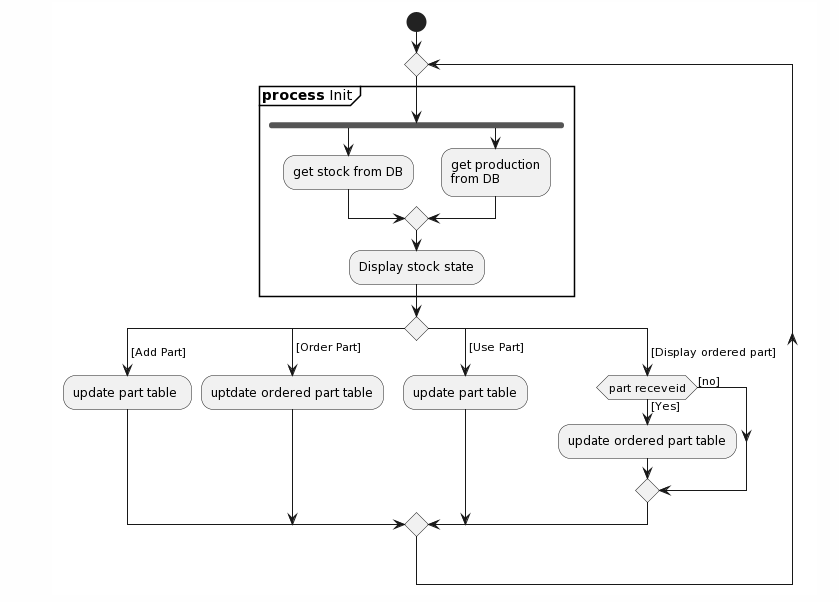 process Init
get stock from DB
get production
from DB
Display stock state
[Add Part]
[Order Part]
[Use Part]
[Display ordered part]
update part table
uptdate ordered part table
update part table
part receveid
[no]
[Yes]
update ordered part table